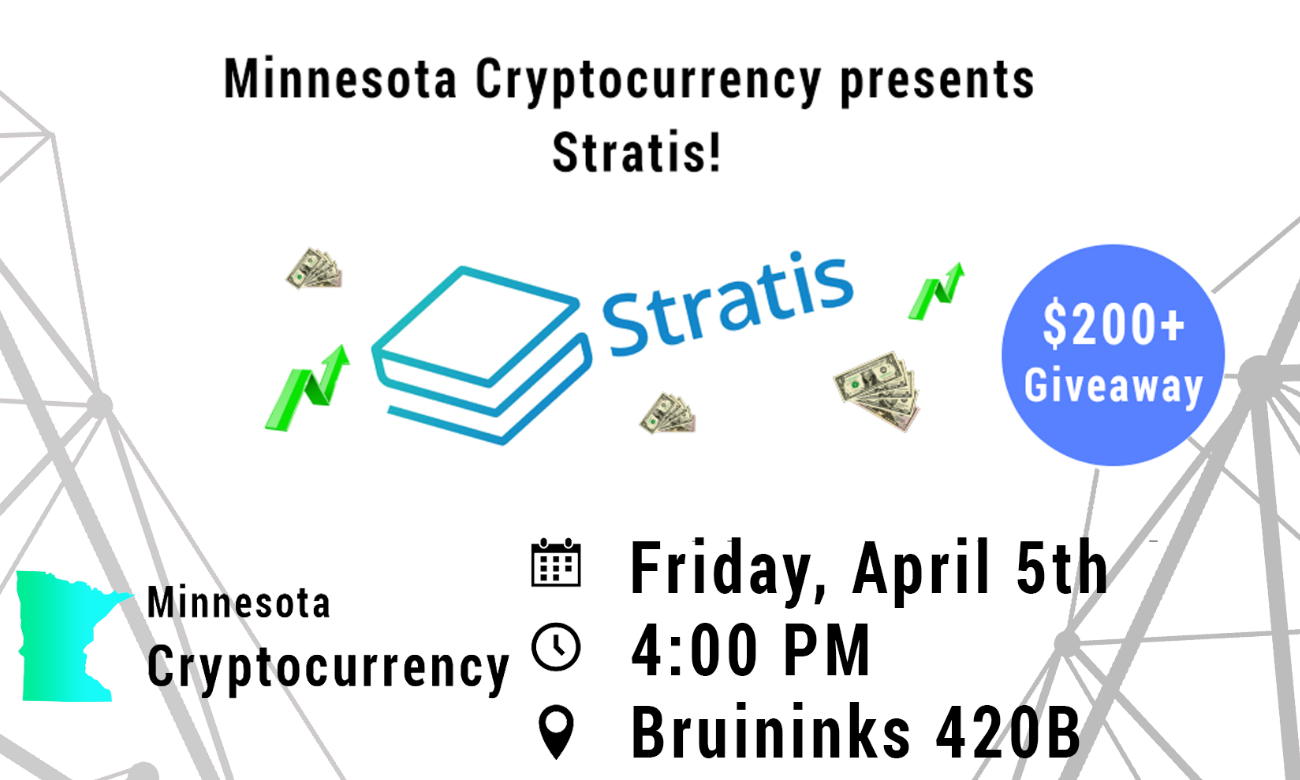 Minnesota Cryptocurrency presents
Stratis!
Stratis
$200+
Giveaway
Friday, April 5th
4:00 PM
Bruininks 420B
Minnesota
Cryptocurrency